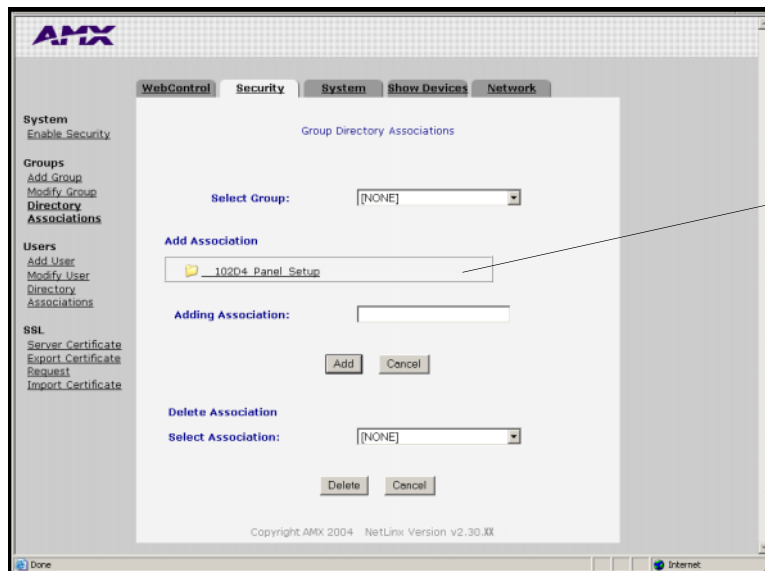 AMX
WebControl Security System Show Devices Network
System
Enable Security
Groups
Add Group
Modify Group
Directory
Associations
Users
Add User
Modify User
Directory
Associations
SSL
Server Certificate
Export Certificate
Request
Import Certificate
Group Directory Associations
Select Group: [NONE]
Add Association
__102D4 Panel Setup
Adding Association:
Add Cancel
Delete Association
Select Association: [NONE]
Delete Cancel
Copyright AMX 2004 NetLinx Version v2.30.XX
Done Internet